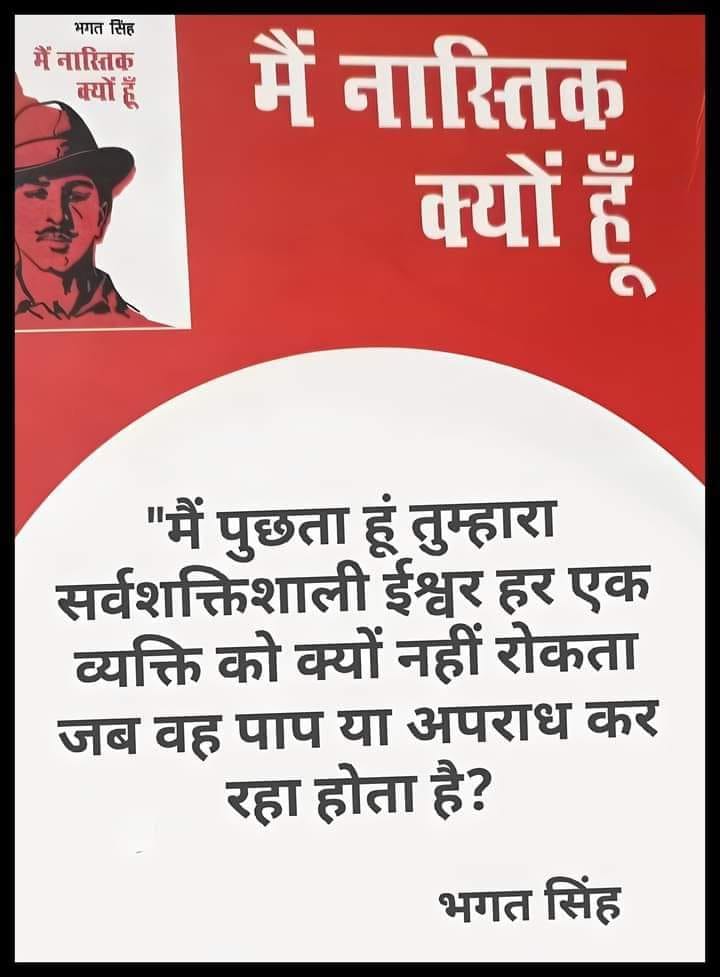 भगत सिंह
मैं नास्तिक
क्यों हूँ
मैं नास्तिक
क्यों हूँ
"मैं पुछता हूं तुम्हारा
सर्वशक्तिशाली ईश्वर हर एक
व्यक्ति को क्यों नहीं रोकता
जब वह पाप या अपराध कर
रहा होता है?
भगत सिंह